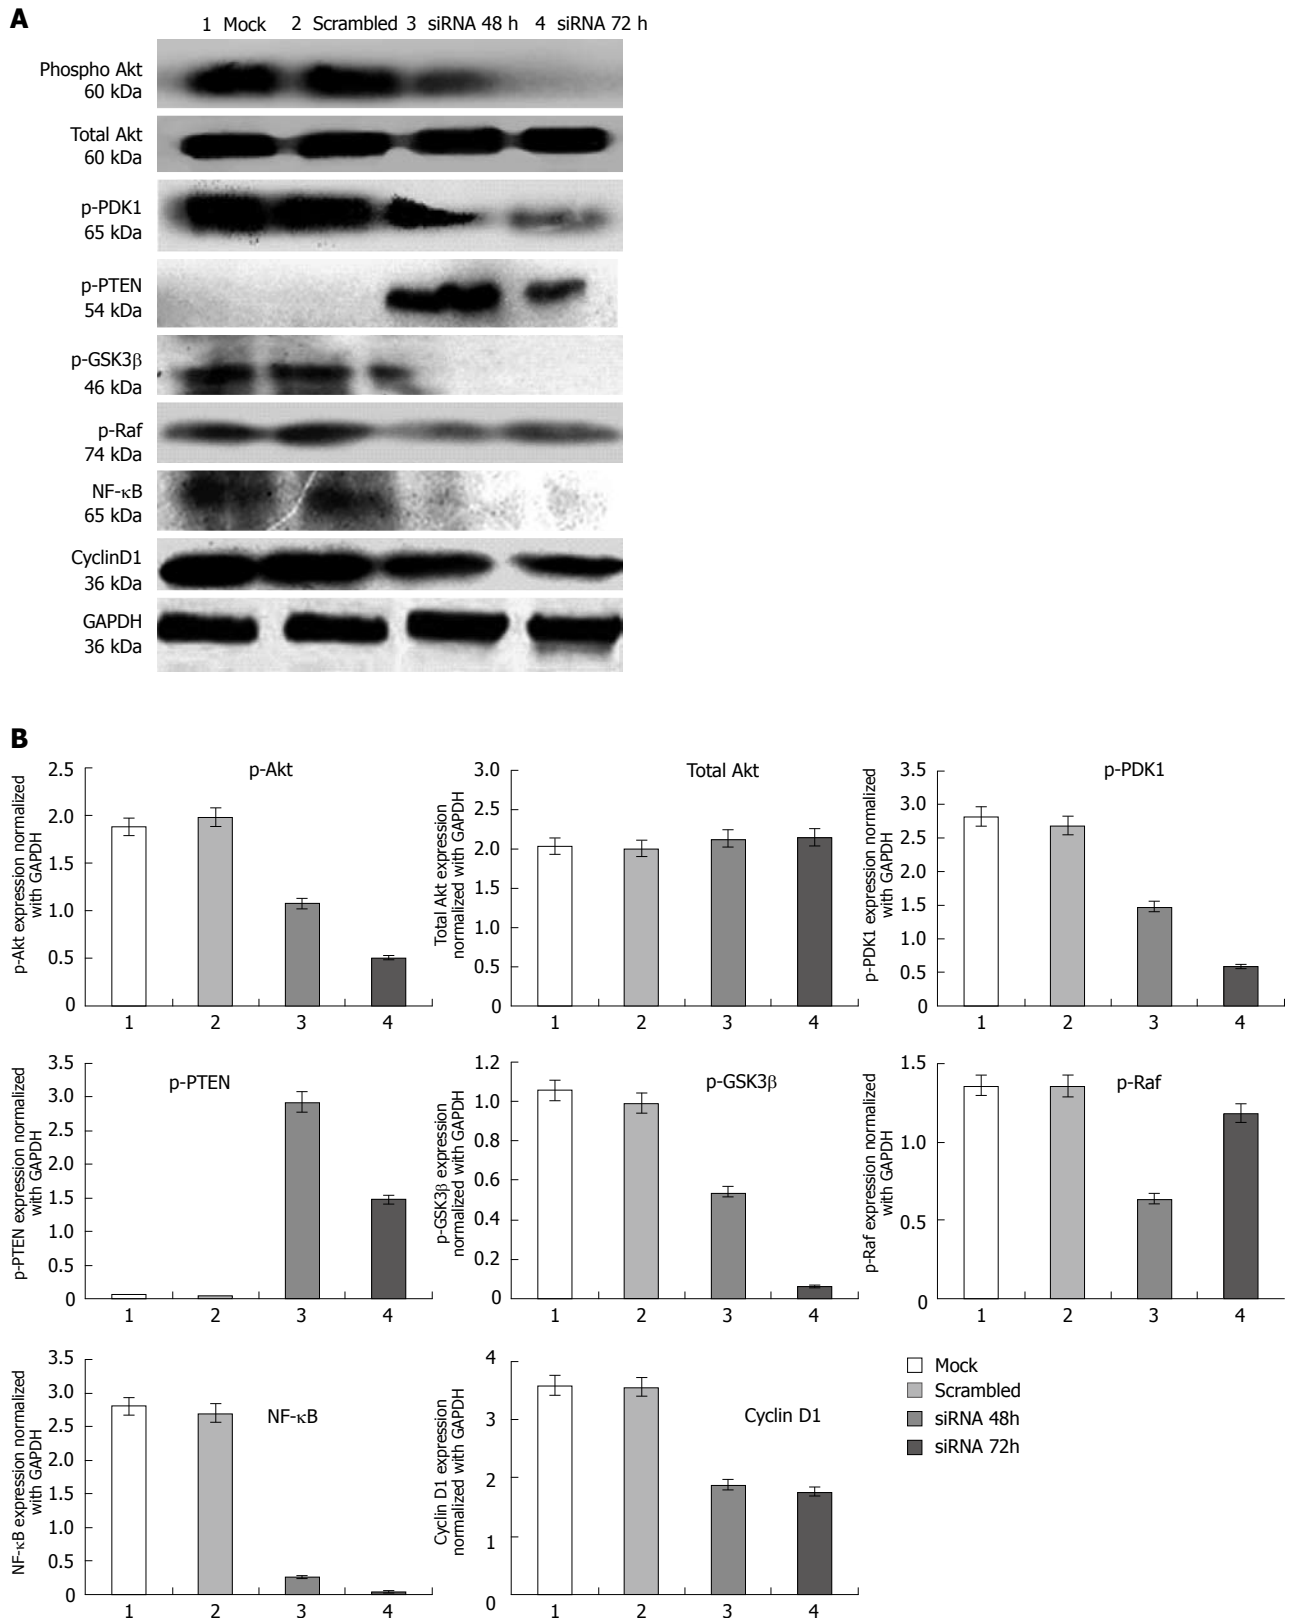 A
1 Mock 2 Scrambled 3 siRNA 48 h 4 siRNA 72 h
Phospho Akt
60 kDa
Total Akt
60 kDa
p-PDK1
65 kDa
p-PTEN
54 kDa
p-GSK3β
46 kDa
p-Raf
74 kDa
NF-κB
65 kDa
CyclinD1
36 kDa
GAPDH
36 kDa
B
p-Akt
p-Akt expression normalized
with GAPDH
2.5
2.0
1.5
1.0
0.5
0
1 2 3 4
Total Akt
Total Akt expression
normalized with GAPDH
3.0
2.5
2.0
1.5
1.0
0.5
0
1 2 3 4
p-PDK1
p-PDK1 expression normalized
with GAPDH
3.5
3.0
2.5
2.0
1.5
1.0
0.5
0
1 2 3 4
p-PTEN
p-PTEN expression normalized
with GAPDH
3.5
3.0
2.5
2.0
1.5
1.0
0.5
0
1 2 3 4
p-GSK3β
p-GSK3β expression
normalized with GAPDH
1.2
1.0
0.8
0.6
0.4
0.2
0
1 2 3 4
p-Raf
p-Raf expression normalized
with GAPDH
1.5
1.0
0.5
0
1 2 3 4
NF-κB
NF-κB expression normalized
with GAPDH
3.5
3.0
2.5
2.0
1.5
1.0
0.5
0
1 2 3 4
Cyclin D1
Cyclin D1 expression
normalized with GAPDH
4
3
2
1
0
1 2 3 4
Mock
Scrambled
siRNA 48h
siRNA 72h